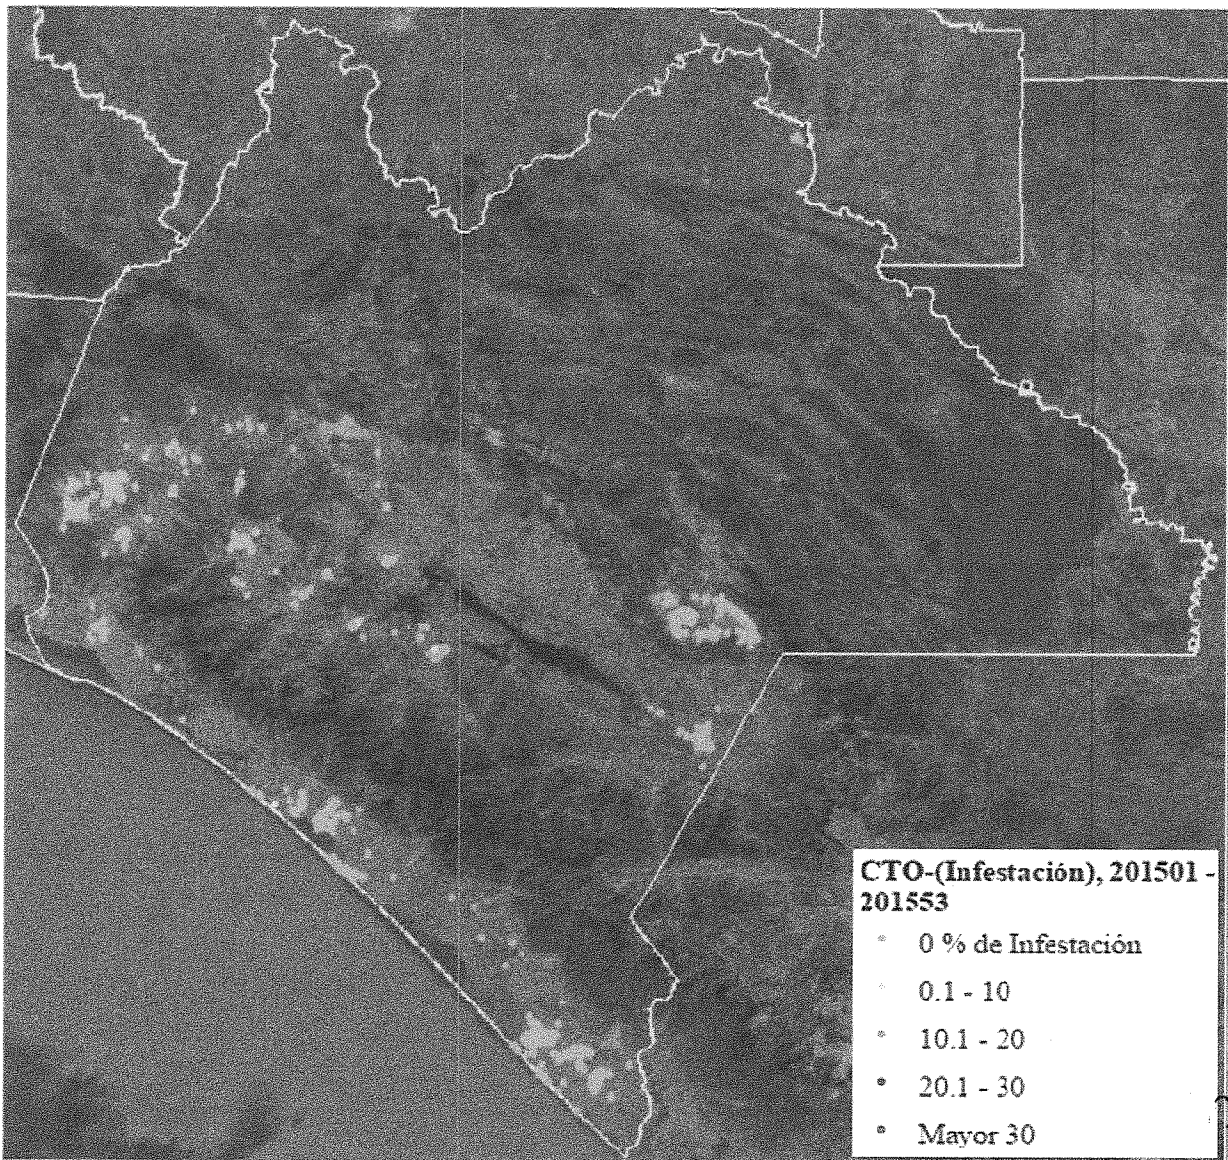 CTO-(Infestación), 201501 -
201553
0 % de Infestación
0.1 - 10
10.1 - 20
20.1 - 30
Mayor 30